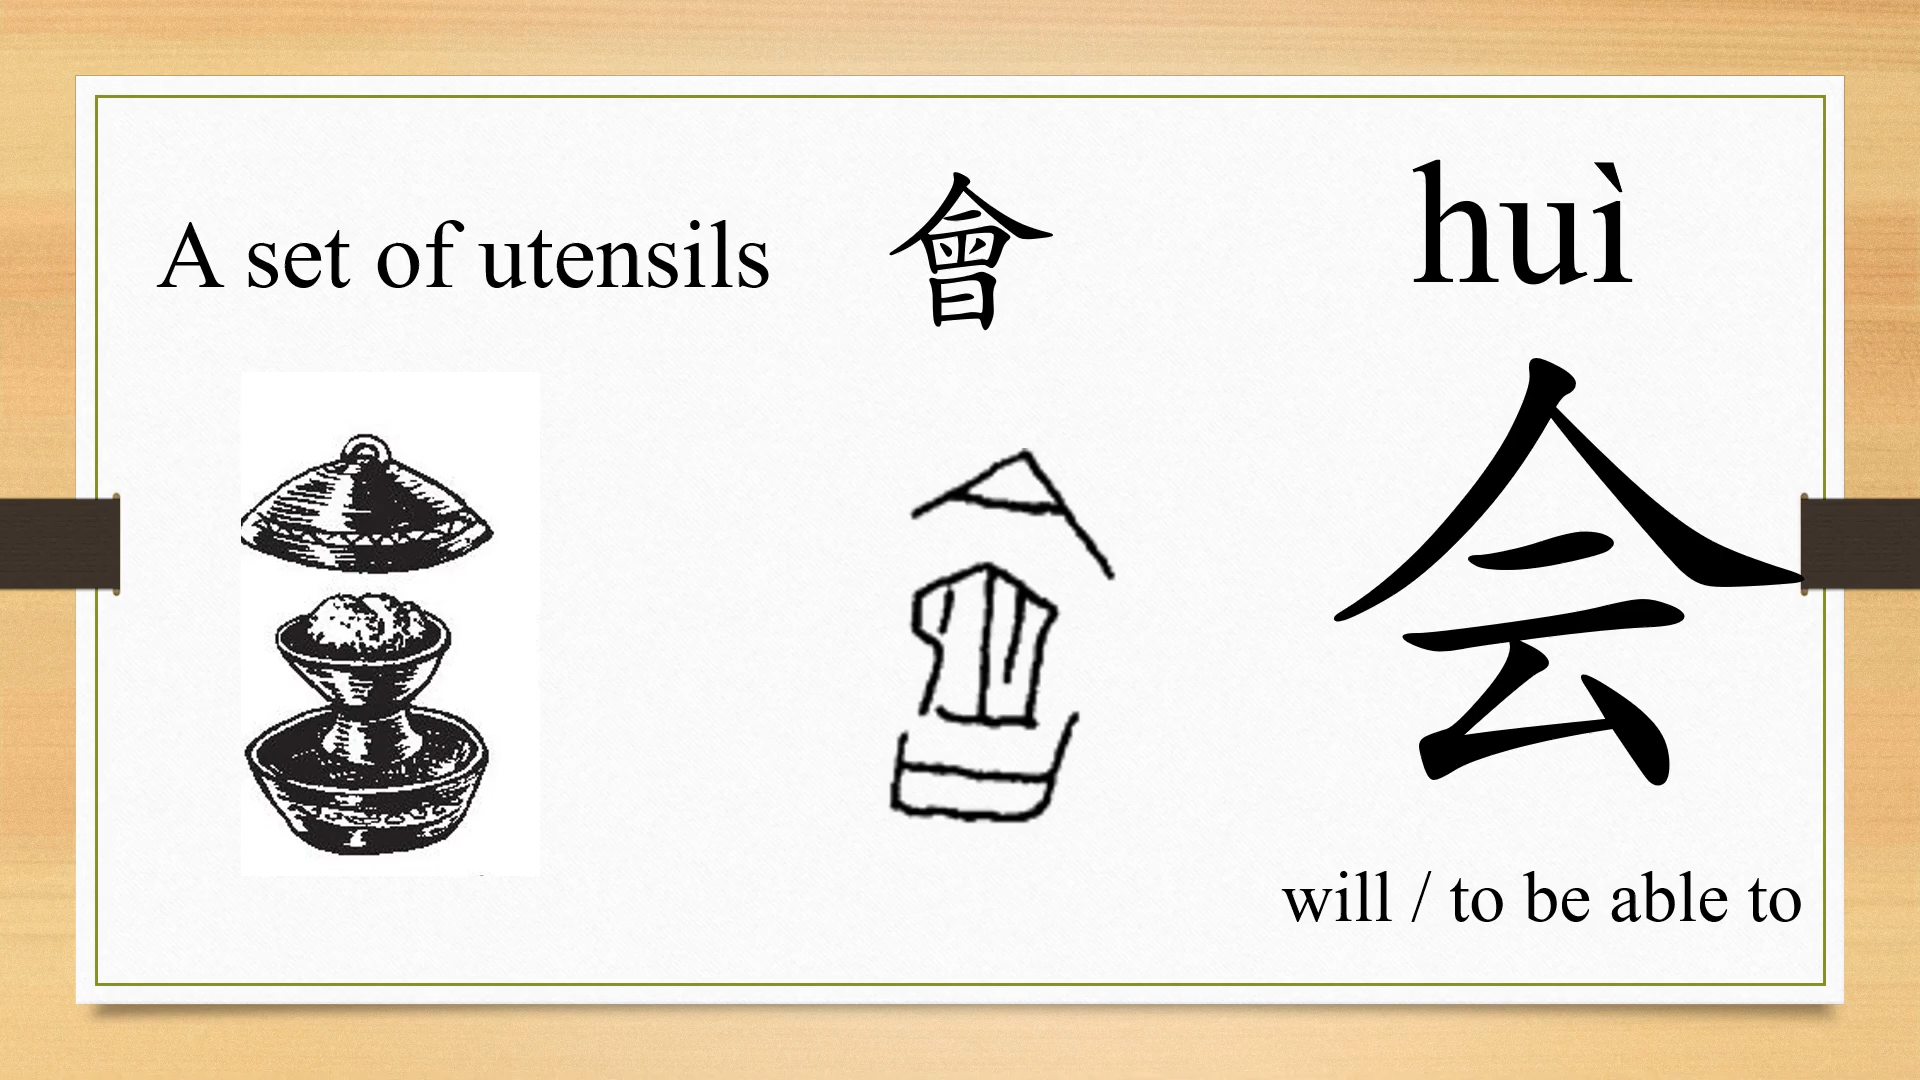 A set of utensils
會
huì
会
will / to be able to